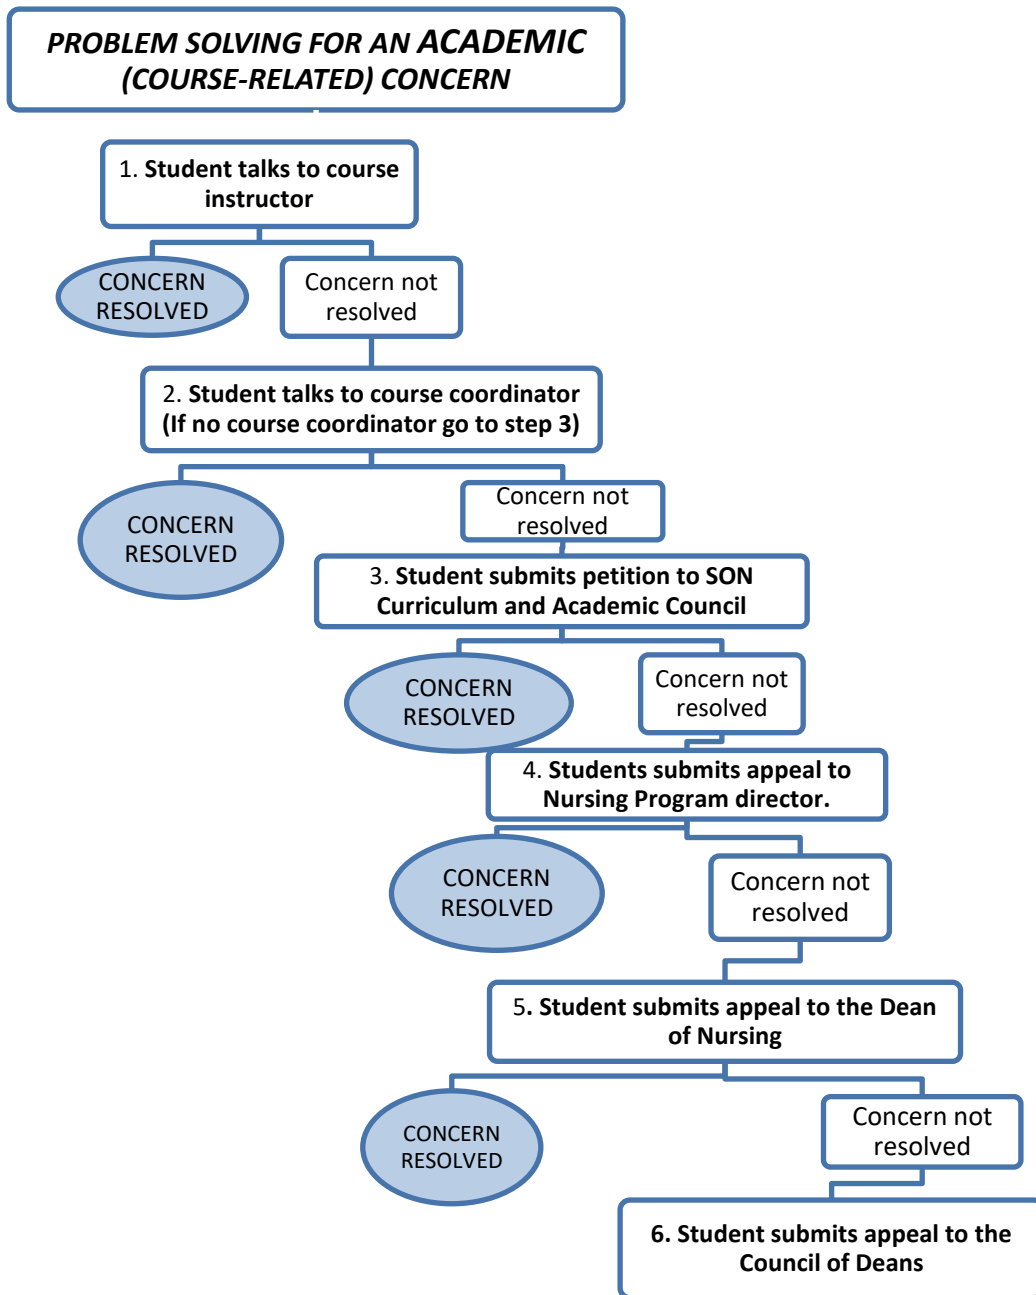 PROBLEM SOLVING FOR AN ACADEMIC
(COURSE-RELATED) CONCERN
1. Student talks to course
instructor
CONCERN
RESOLVED
Concern not
resolved
2. Student talks to course coordinator
(If no course coordinator go to step 3)
CONCERN
RESOLVED
Concern not
resolved
3. Student submits petition to SON
Curriculum and Academic Council
CONCERN
RESOLVED
Concern not
resolved
4. Students submits appeal to
Nursing Program director.
CONCERN
RESOLVED
Concern not
resolved
5. Student submits appeal to the Dean
of Nursing
CONCERN
RESOLVED
Concern not
resolved
6. Student submits appeal to the
Council of Deans